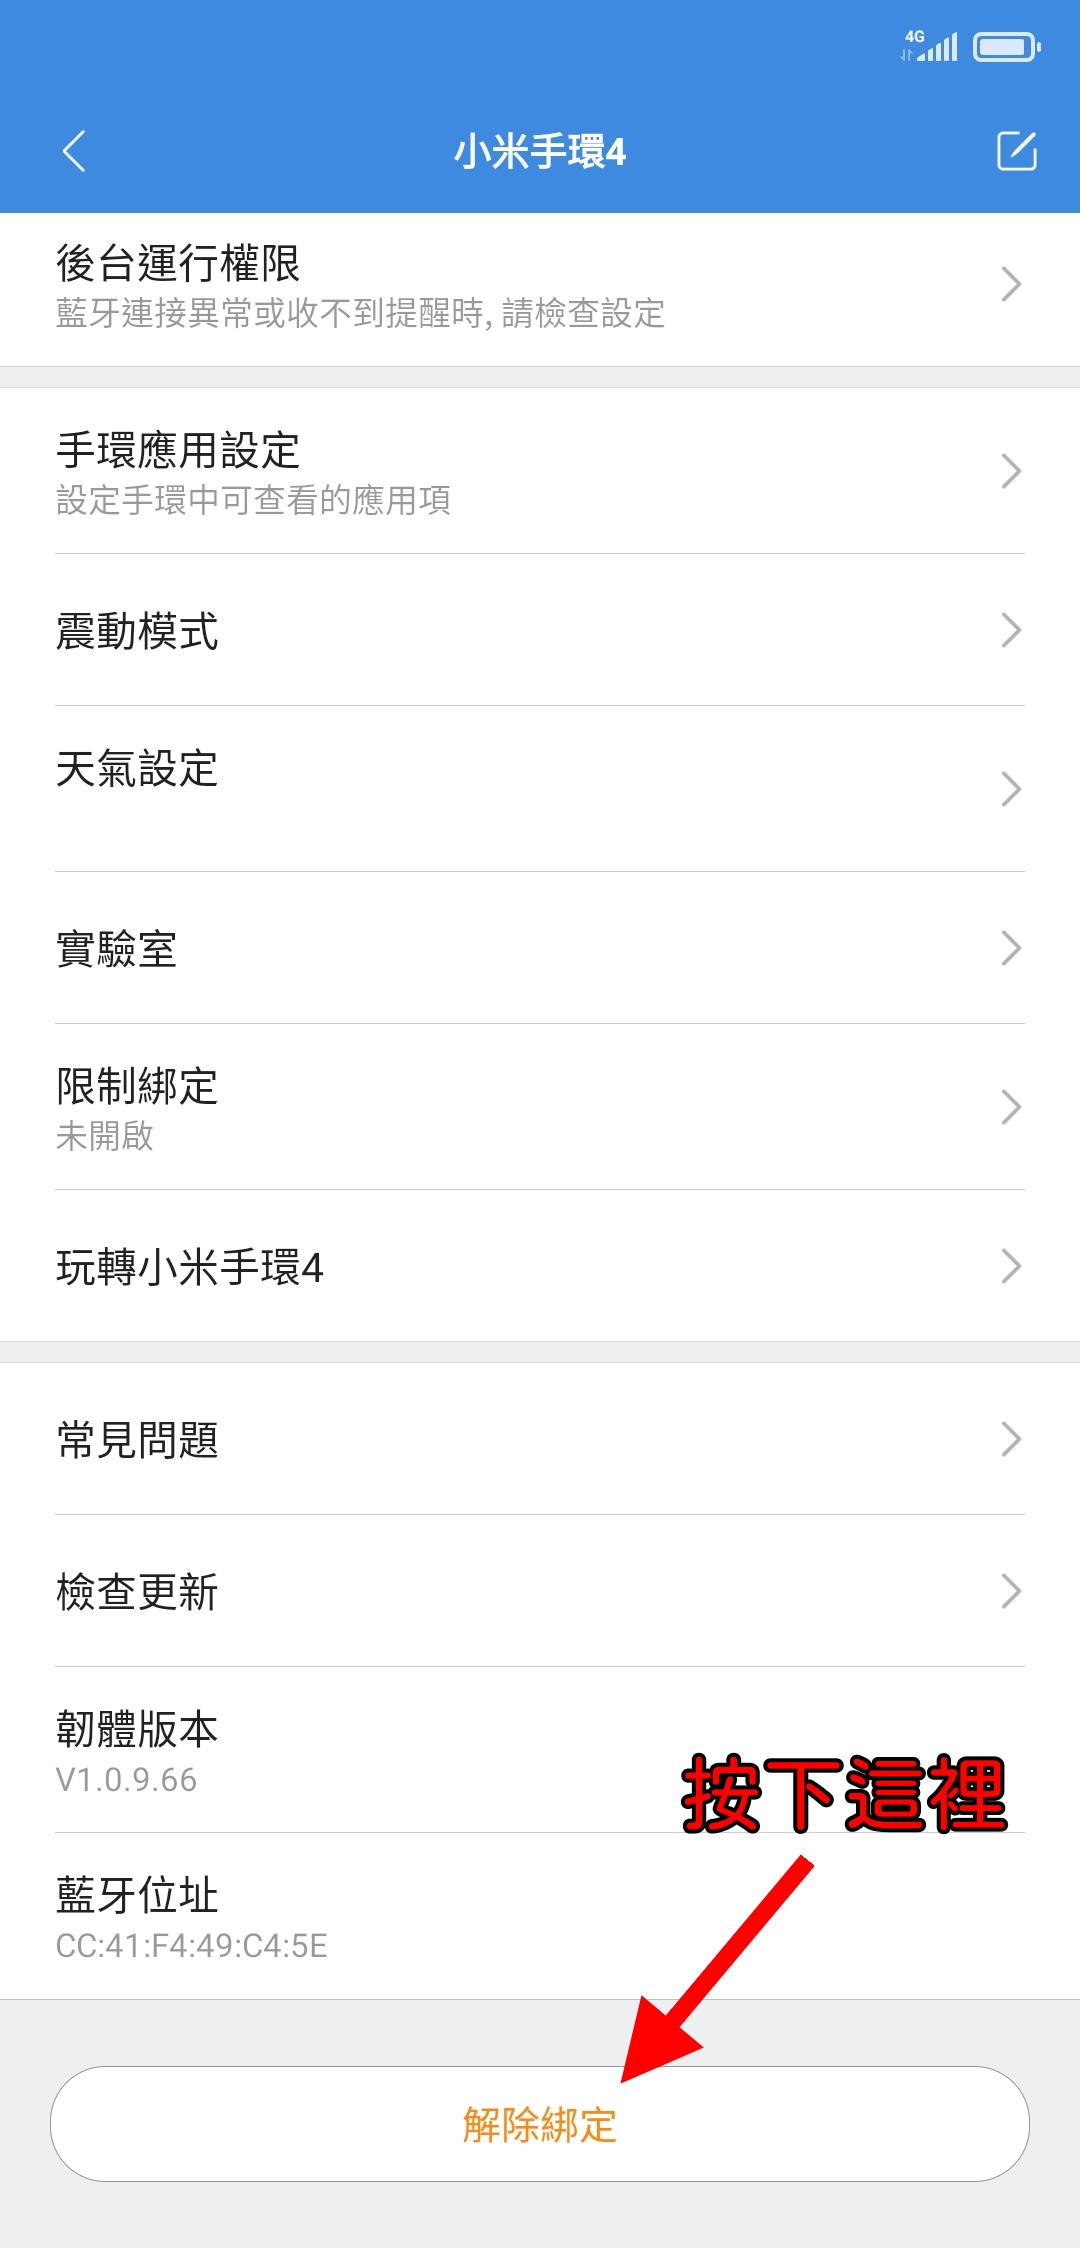 4G
小米手環4
後台運行權限
藍牙連接異常或收不到提醒時, 請檢查設定
手環應用設定
設定手環中可查看的應用項
震動模式
天氣設定
實驗室
限制綁定
未開啟
玩轉小米手環4
常見問題
檢查更新
韌體版本
V1.0.9.66
按下這裡
藍牙位址
CC:41:F4:49:C4:5E
解除綁定